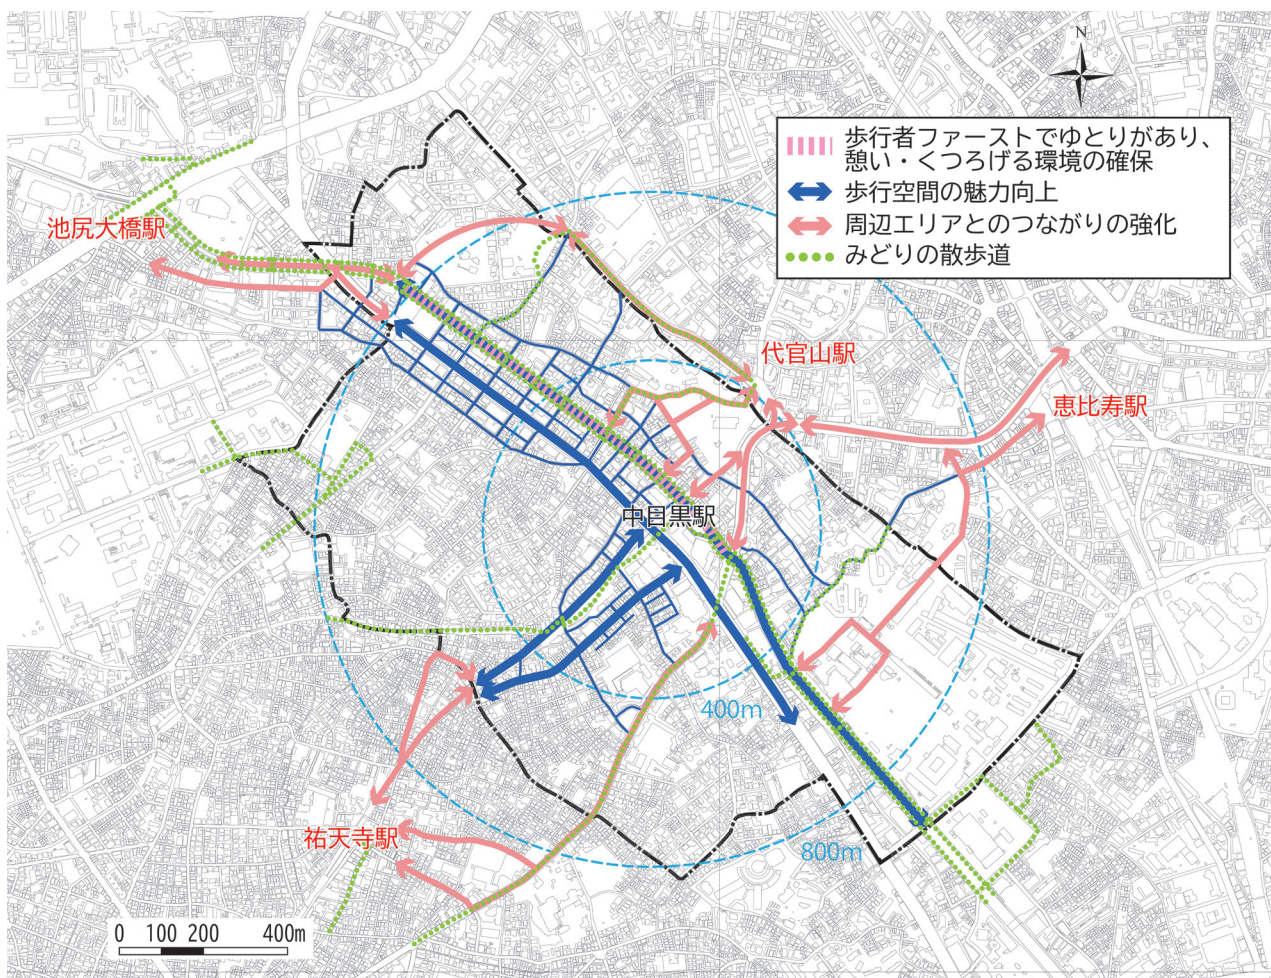 N
歩行者ファーストでゆとりがあり、
憩い・くつろげる環境の確保
歩行空間の魅力向上
周辺エリアとのつながりの強化
みどりの散歩道
池尻大橋駅
代官山駅
恵比寿駅
中目黒駅
400m
祐天寺駅
800m
0 100 200 400m